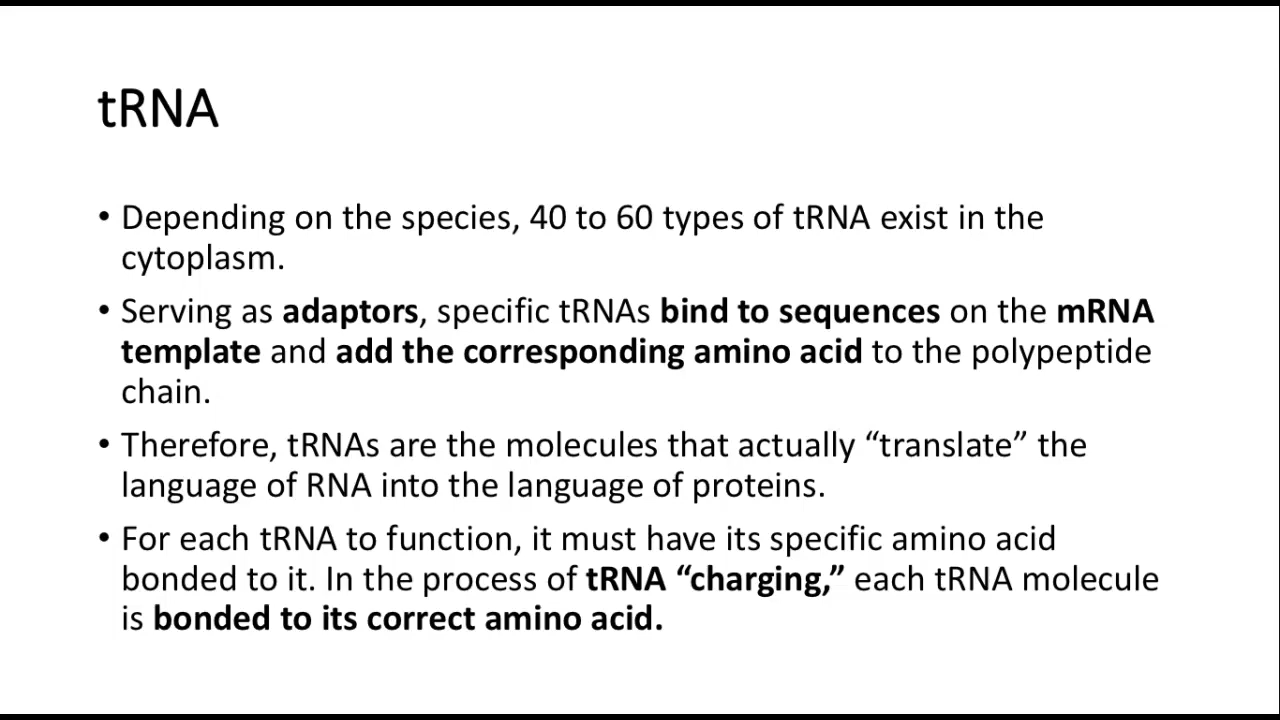 tRNA
• Depending on the species, 40 to 60 types of tRNA exist in the
cytoplasm.
• Serving as adaptors, specific tRNAs bind to sequences on the mRNA
template and add the corresponding amino acid to the polypeptide
chain.
• Therefore, tRNAs are the molecules that actually “translate” the
language of RNA into the language of proteins.
• For each tRNA to function, it must have its specific amino acid
bonded to it. In the process of tRNA “charging,” each tRNA molecule
is bonded to its correct amino acid.